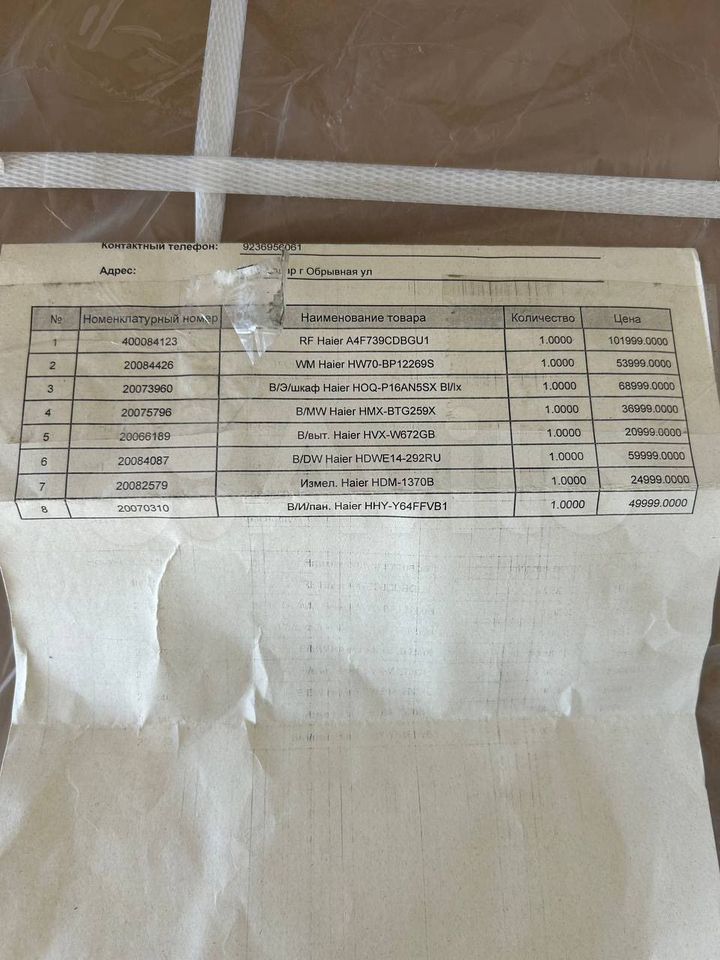 Контактный телефон: 9236956061
Адрес: г Обрывная ул
№ Номенклатурный номер Наименование товара Количество Цена
1 400084123 RF Haier A4F739CDBGU1 1.0000 101999.0000
2 20084426 WM Haier HW70-BP12269S 1.0000 53999.0000
3 20073960 В/Э/шкаф Haier HOQ-P16AN5SX Bl/Ix 1.0000 68999.0000
4 20075796 B/MW Haier HMX-BTG259X 1.0000 36999.0000
5 20066189 В/выт. Haier HVX-W672GB 1.0000 20999.0000
6 20084087 B/DW Haier HDWE14-292RU 1.0000 59999.0000
7 20082579 Измел. Haier HDM-1370B 1.0000 24999.0000
8 20070310 В/И/пан. Haier HHY-Y64FFVB1 1.0000 49999.0000